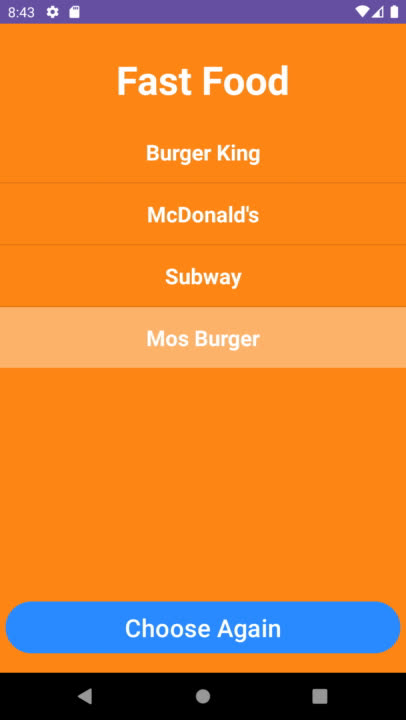 8:43
Fast Food
Burger King
McDonald's
Subway
Mos Burger
Choose Again